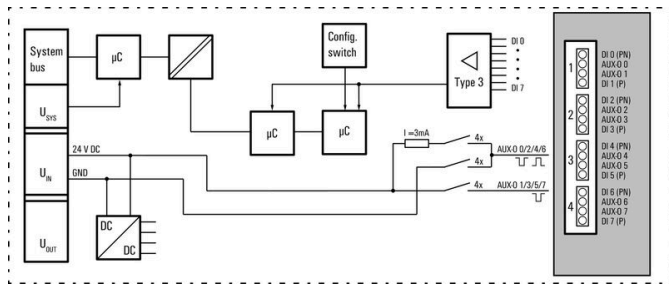 System
bus
U_SYS
U_IN
U_OUT
µC
Config.
switch
Type 3
DI 0
DI 7
µC
µC
24 V DC
GND
I =3mA
4x
4x
4x
AUX-O 0/2/4/6
AUX-O 1/3/5/7
DC
DC
1
DI 0 (PN)
AUX-O 0
AUX-O 1
DI 1 (P)
2
DI 2 (PN)
AUX-O 2
AUX-O 3
DI 3 (P)
3
DI 4 (PN)
AUX-O 4
AUX-O 5
DI 5 (P)
4
DI 6 (PN)
AUX-O 6
AUX-O 7
DI 7 (P)